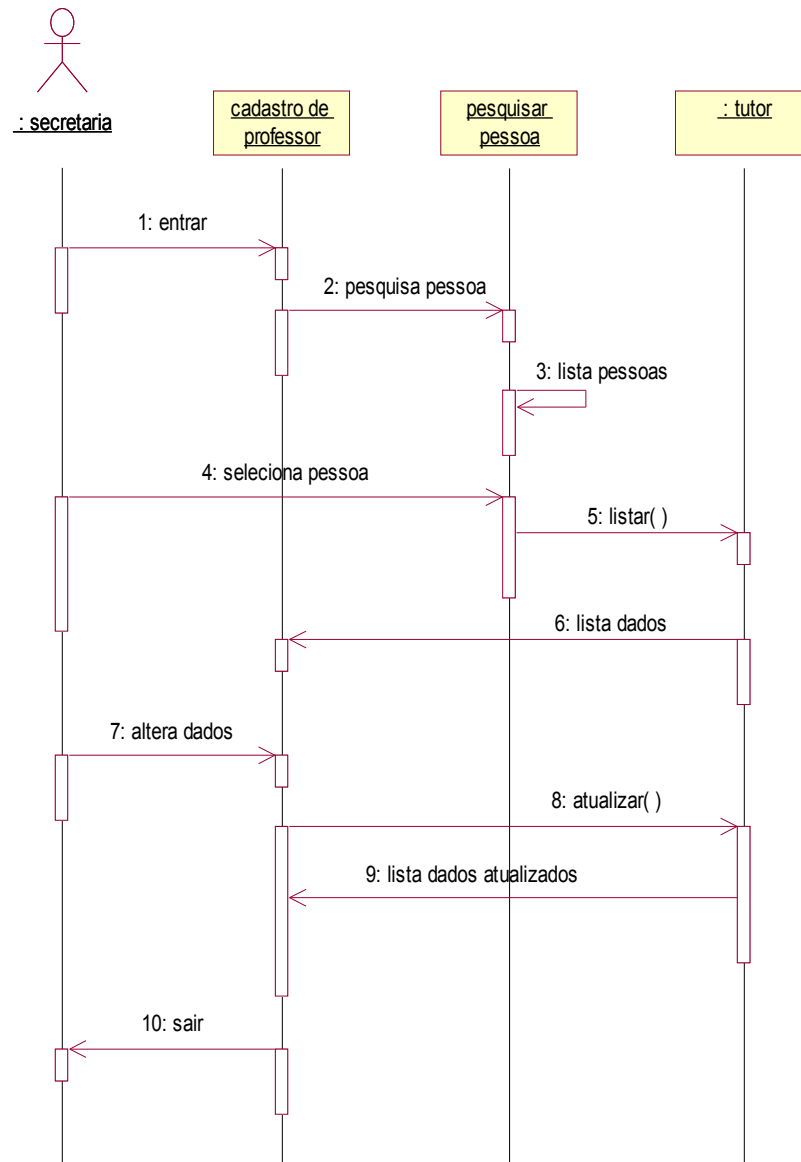 : secretaria
cadastro de
professor
pesquisar
pessoa
: tutor
1: entrar
2: pesquisa pessoa
3: lista pessoas
4: seleciona pessoa
5: listar( )
6: lista dados
7: altera dados
8: atualizar( )
9: lista dados atualizados
10: sair